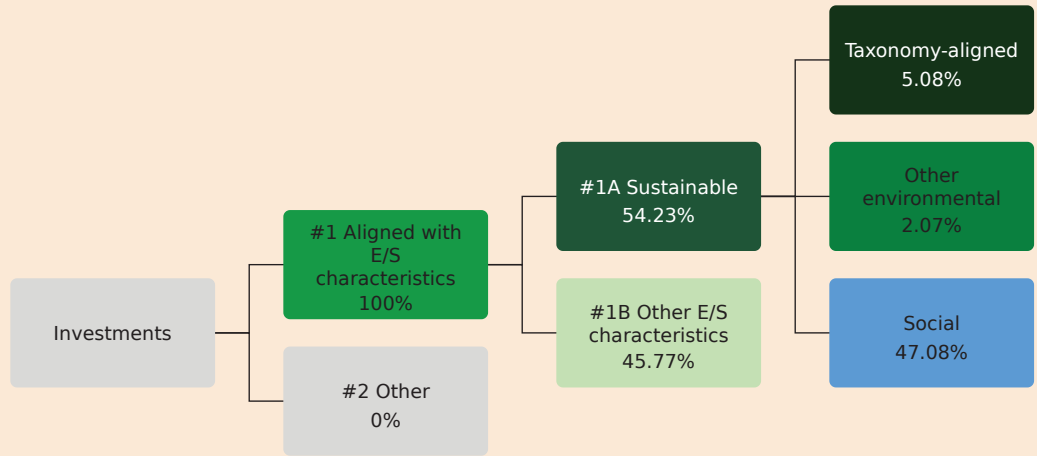 Investments
#1 Aligned with
E/S
characteristics
100%
#2 Other
0%
#1A Sustainable
54.23%
#1B Other E/S
characteristics
45.77%
Taxonomy-aligned
5.08%
Other
environmental
2.07%
Social
47.08%